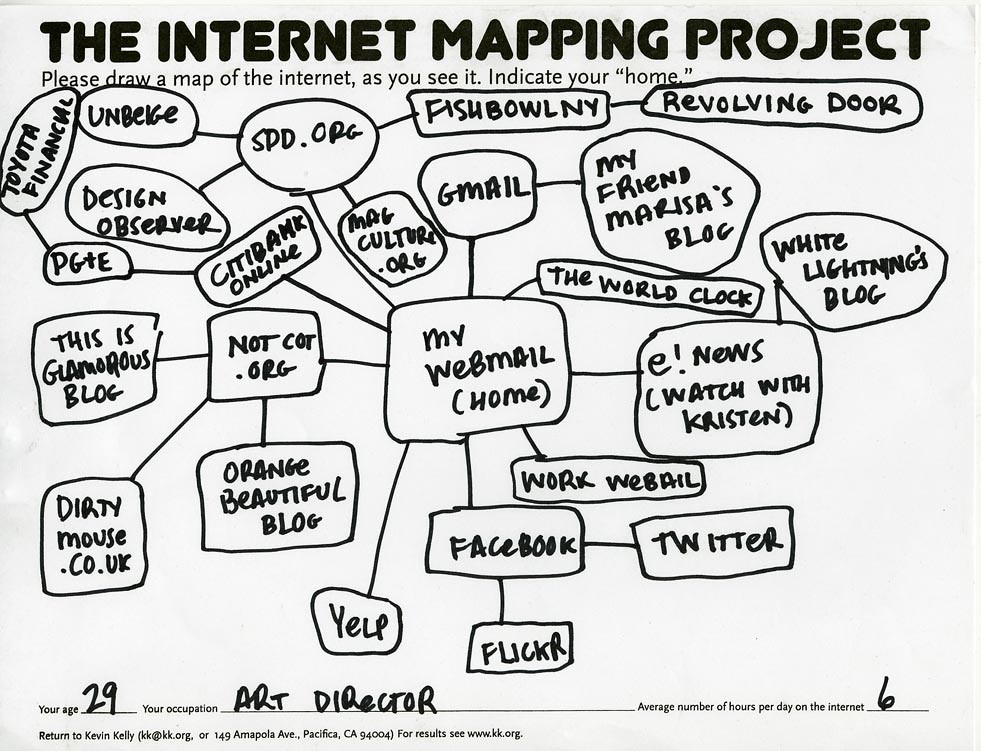 THE INTERNET MAPPING PROJECT
Please draw a map of the internet, as you see it. Indicate your “home.”
TOYOTA
FINANCIAL
UNBEIGE
SPD.ORG
FISHBOWLNY
REVOLVING DOOR
DESIGN
OBSERVER
MAG
CULTURE
.ORG
GMAIL
MY
FRIEND
MARISA'S
BLOG
PG+E
CITIBANK
ONLINE
THE WORLD CLOCK
WHITE
LIGHTNING'S
BLOG
THIS IS
GLAMOROUS
BLOG
NOT COT
.ORG
MY
WEBMAIL
(HOME)
e! NEWS
(WATCH WITH
KRISTEN)
DIRTY
MOUSE
.CO.UK
ORANGE
BEAUTIFUL
BLOG
WORK WEBAIL
FACEBOOK
TWITTER
YELP
FLICKR
Your age 29 Your occupation ART DIRECTOR Average number of hours per day on the internet 6
Return to Kevin Kelly (kk@kk.org, or 149 Amapola Ave., Pacifica, CA 94004) For results see www.kk.org.